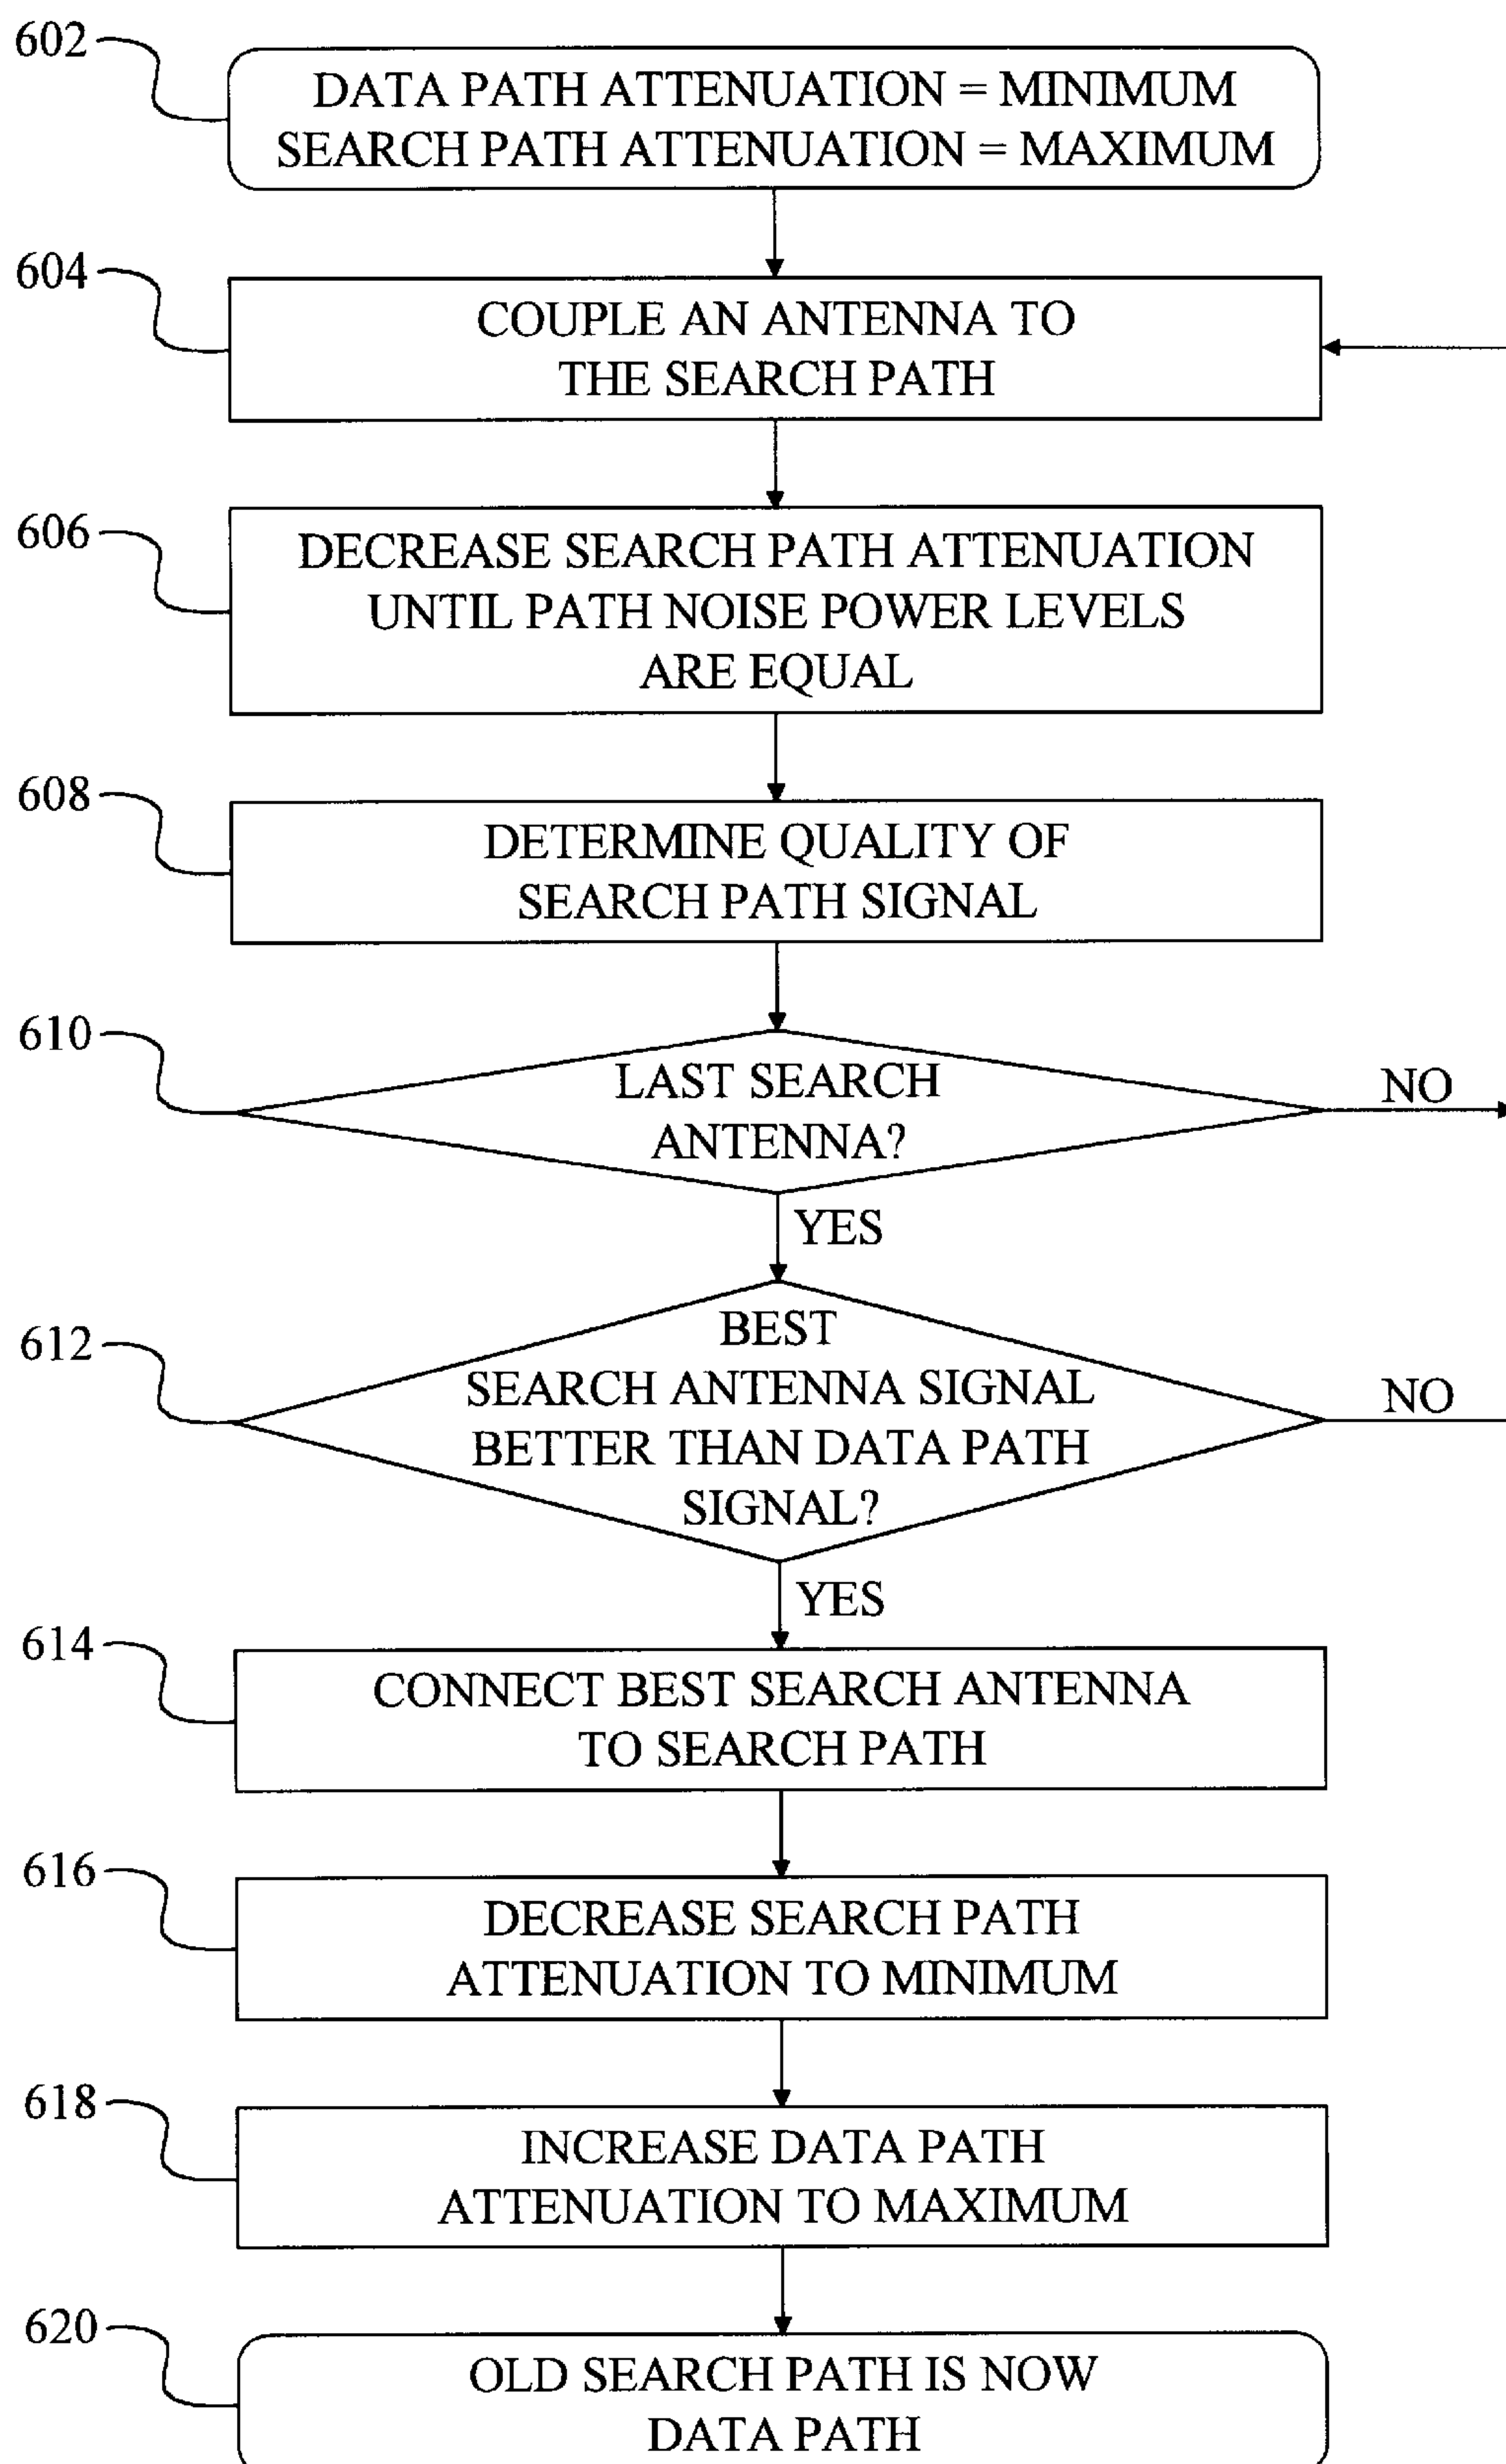 602
DATA PATH ATTENUATION = MINIMUM
SEARCH PATH ATTENUATION = MAXIMUM
604
COUPLE AN ANTENNA TO
THE SEARCH PATH
606
DECREASE SEARCH PATH ATTENUATION
UNTIL PATH NOISE POWER LEVELS
ARE EQUAL
608
DETERMINE QUALITY OF
SEARCH PATH SIGNAL
610
LAST SEARCH
ANTENNA?
NO
YES
612
BEST
SEARCH ANTENNA SIGNAL
BETTER THAN DATA PATH
SIGNAL?
NO
YES
614
CONNECT BEST SEARCH ANTENNA
TO SEARCH PATH
616
DECREASE SEARCH PATH
ATTENUATION TO MINIMUM
618
INCREASE DATA PATH
ATTENUATION TO MAXIMUM
620
OLD SEARCH PATH IS NOW
DATA PATH